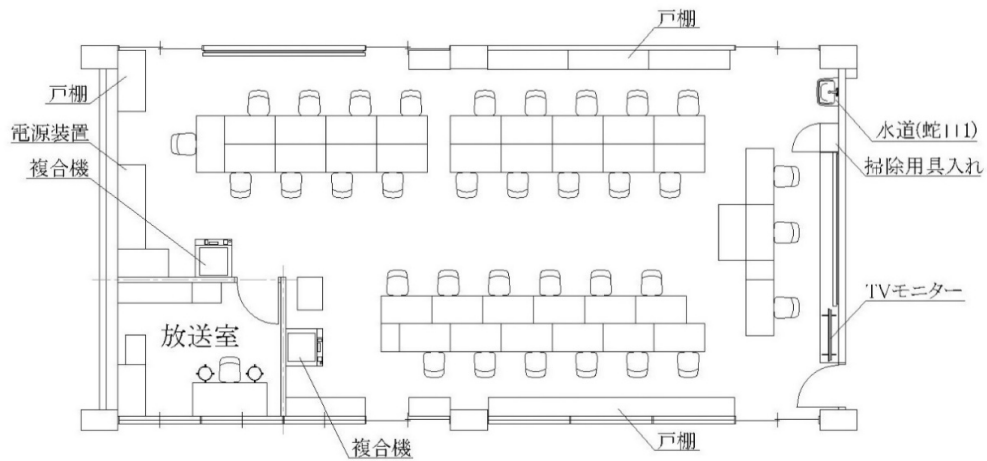 戸棚
戸棚
電源装置
複合機
水道(蛇口1)
掃除用具入れ
TVモニター
放送室
複合機
戸棚